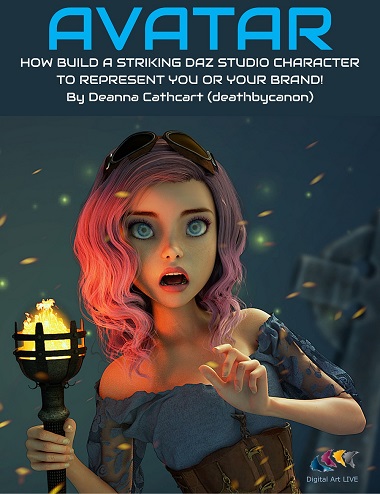 AVATAR
HOW BUILD A STRIKING DAZ STUDIO CHARACTER
TO REPRESENT YOU OR YOUR BRAND!
By Deanna Cathcart (deathbycanon)
Digital Art LIVE